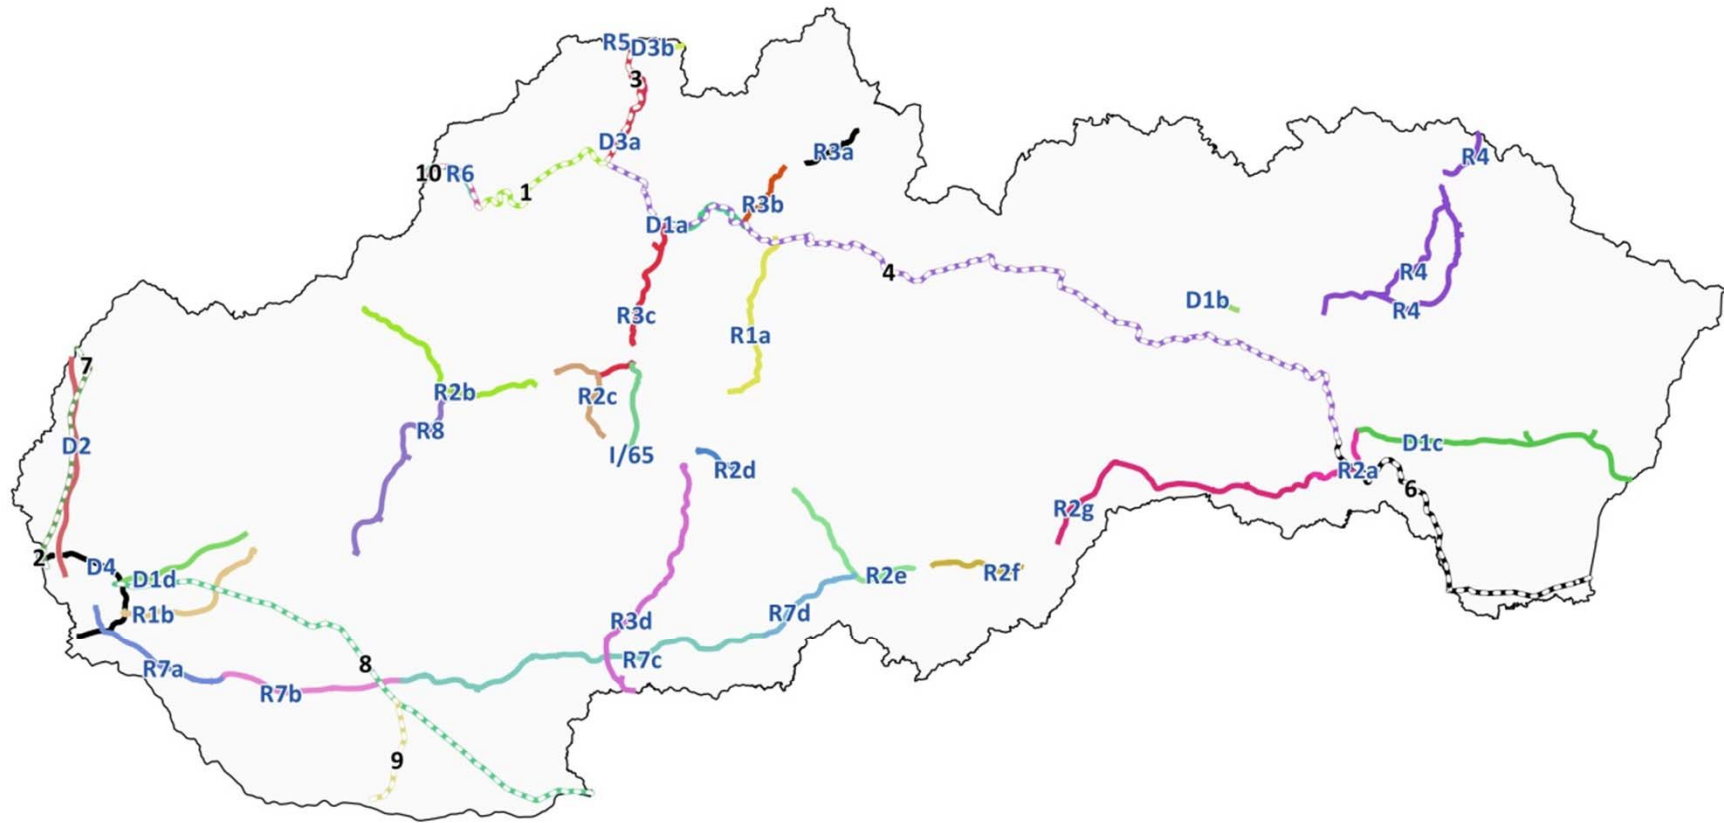 R5
D3b
3
D3a
R3a
R4
10
R6
1
R3b
D1a
4
R4
D1b
R4
R3c
R1a
7
R2b
R2c
R8
D2
I/65
R2d
D1c
R2a
6
R2g
2
D4
D1d
R2e
R2f
R1b
R3d
R7d
8
R7a
R7c
R7b
9